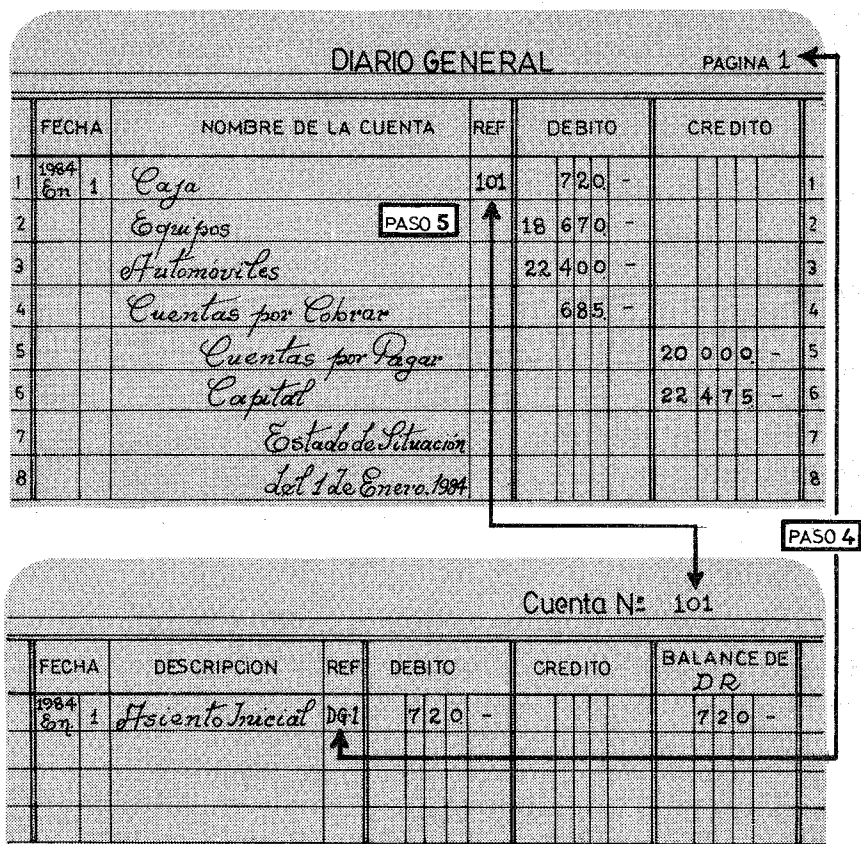 DIARIO GENERAL PAGINA 1
FECHA NOMBRE DE LA CUENTA REF DEBITO CREDITO
1 1984 En 1 Caja 101 720 - 1
2 Equipos PASO 5 18 670 - 2
3 Automoviles 22 400 - 3
4 Cuentas por Cobrar 685 - 4
5 Cuentas por Pagar 20 000 - 5
6 Capital 22 475 - 6
7 Estado de Situación 7
8 del 1 de Enero. 1984 8
PASO 4
Cuenta Nº 101
FECHA DESCRIPCION REF DEBITO CREDITO BALANCE DE DR
1984 En. 1 Asiento Inicial DG-1 720 - 720 -